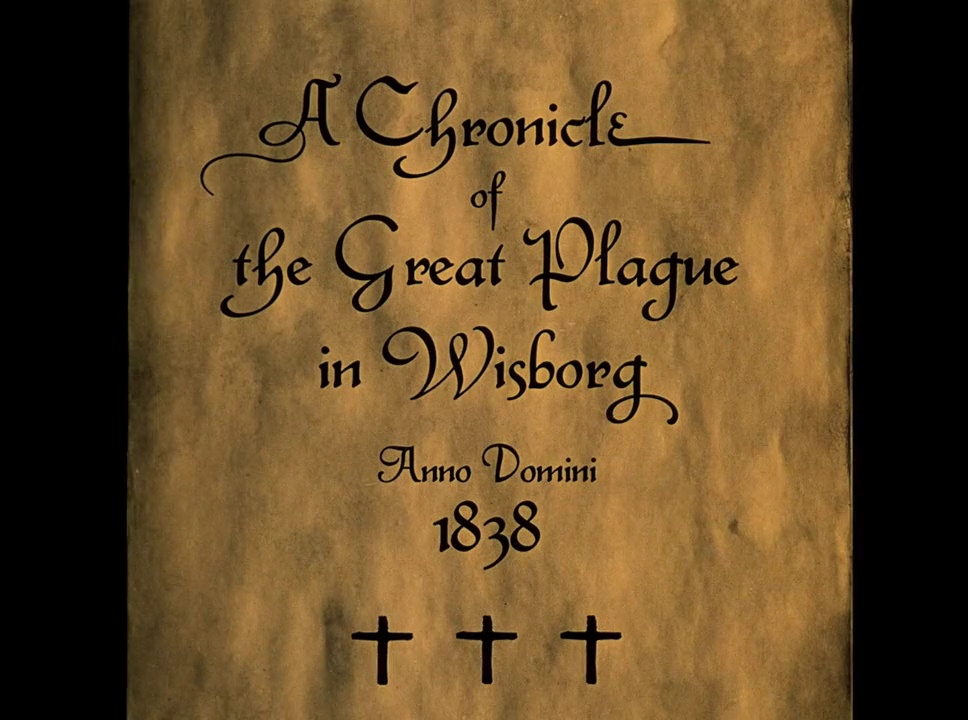 A Chronicle
of
the Great Plague
in Wisborg
Anno Domini
1838